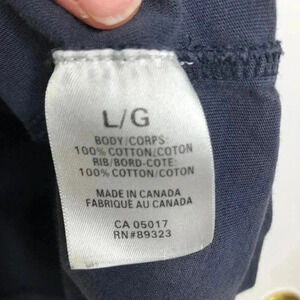 L/G
BODY/CORPS:
100% COTTON/COTON
RIB/BORD-COTE:
100% COTTON/COTON
MADE IN CANADA
FABRIQUÉ AU CANADA
CA 05017
RN#89323